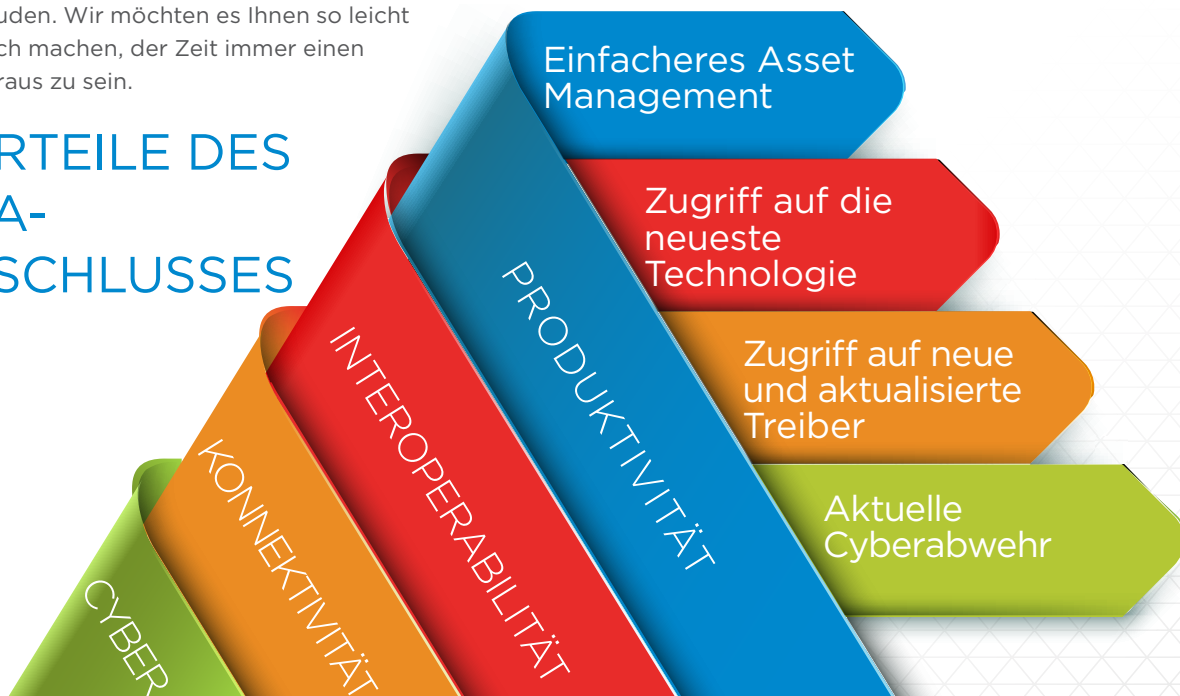 uden. Wir möchten es Ihnen so leicht
ch machen, der Zeit immer einen
raus zu sein.
RTEILE DES
A-
SCHLUSSES
Einfacheres Asset
Management
Zugriff auf die
neueste
Technologie
Zugriff auf neue
und aktualisierte
Treiber
Aktuelle
Cyberabwehr
PRODUKTIVITÄT
INTEROPERABILITÄT
KONNEKTIVITÄT
CYBER